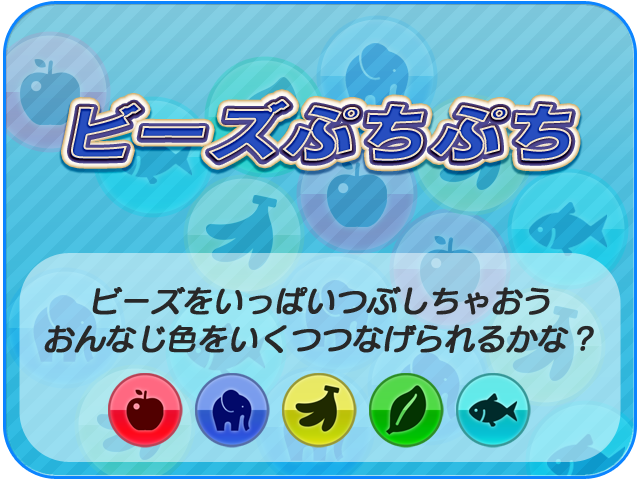 ビーズぷちぷち
ビーズをいっぱいつぶしちゃおう
おんなじ色をいくつつなげられるかな？